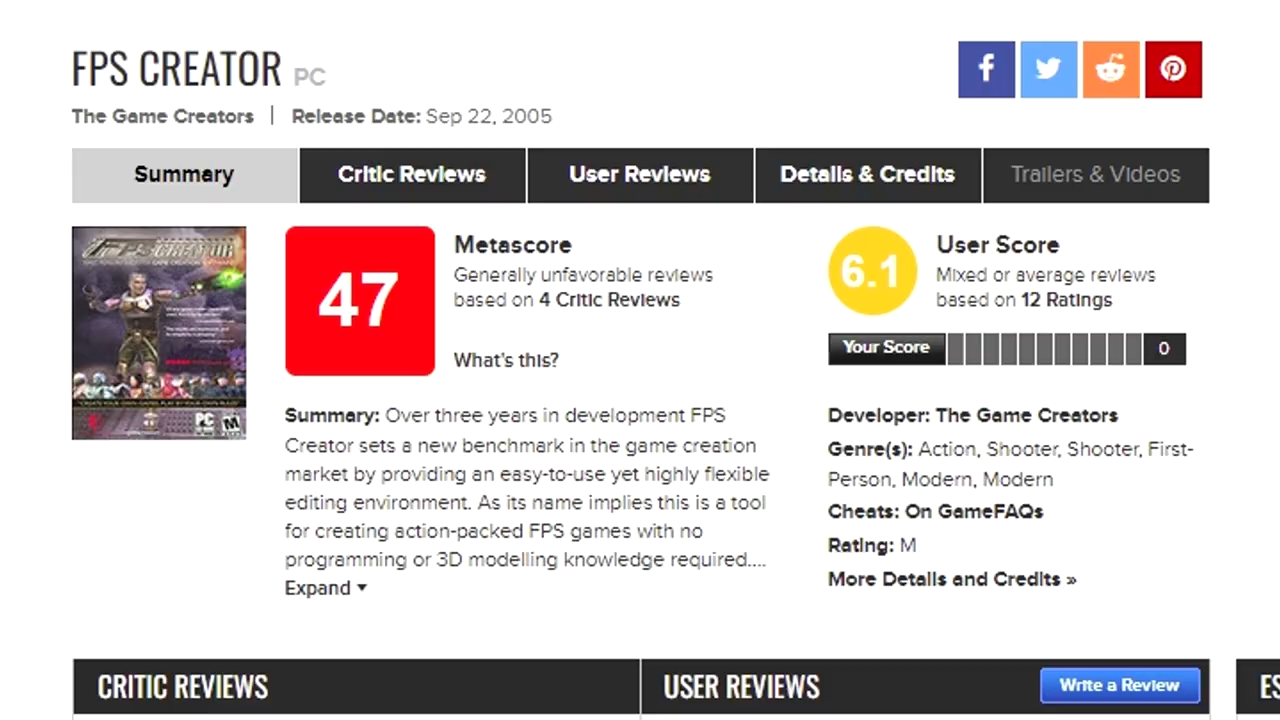 FPS CREATOR PC
The Game Creators | Release Date: Sep 22, 2005
Summary
Critic Reviews
User Reviews
Details & Credits
Trailers & Videos
FPS CREATOR
PC
M
47
Metascore
Generally unfavorable reviews
based on 4 Critic Reviews
What's this?
6.1
User Score
Mixed or average reviews
based on 12 Ratings
Your Score
0
Summary: Over three years in development FPS
Creator sets a new benchmark in the game creation
market by providing an easy-to-use yet highly flexible
editing environment. As its name implies this is a tool
for creating action-packed FPS games with no
programming or 3D modelling knowledge required....
Expand
Developer: The Game Creators
Genre(s): Action, Shooter, Shooter, First-
Person, Modern, Modern
Cheats: On GameFAQs
Rating: M
More Details and Credits »
CRITIC REVIEWS
USER REVIEWS
Write a Review
ES